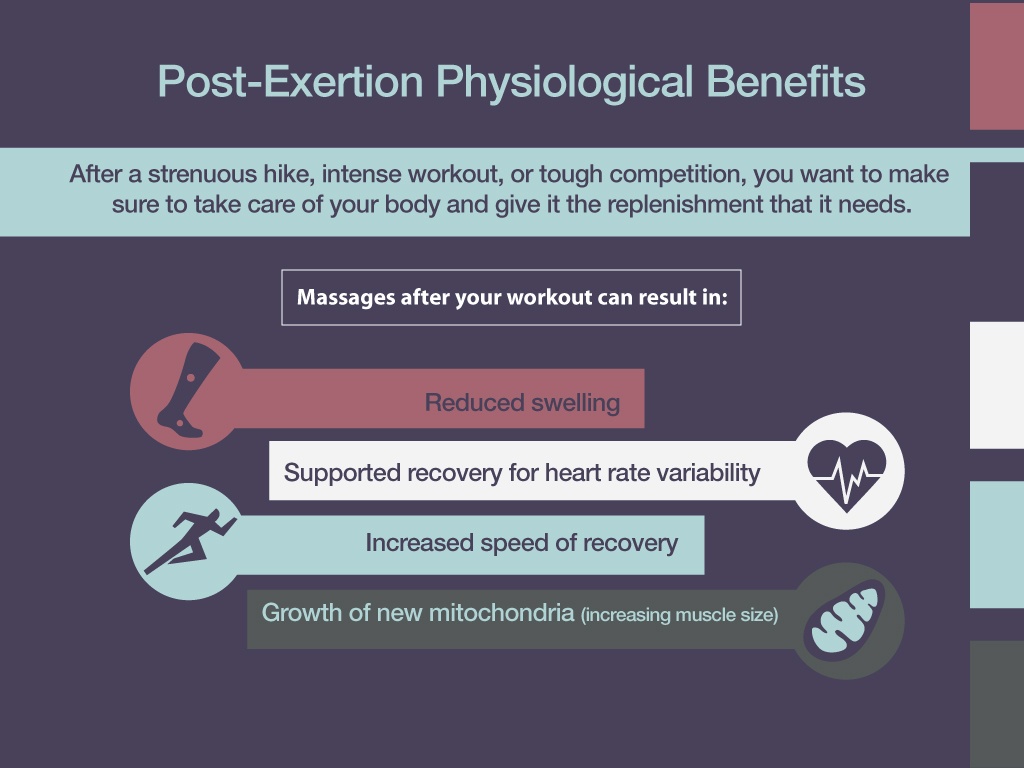 Post-Exertion Physiological Benefits
After a strenuous hike, intense workout, or tough competition, you want to make
sure to take care of your body and give it the replenishment that it needs.
Massages after your workout can result in:
Reduced swelling
Supported recovery for heart rate variability
Increased speed of recovery
Growth of new mitochondria (increasing muscle size)